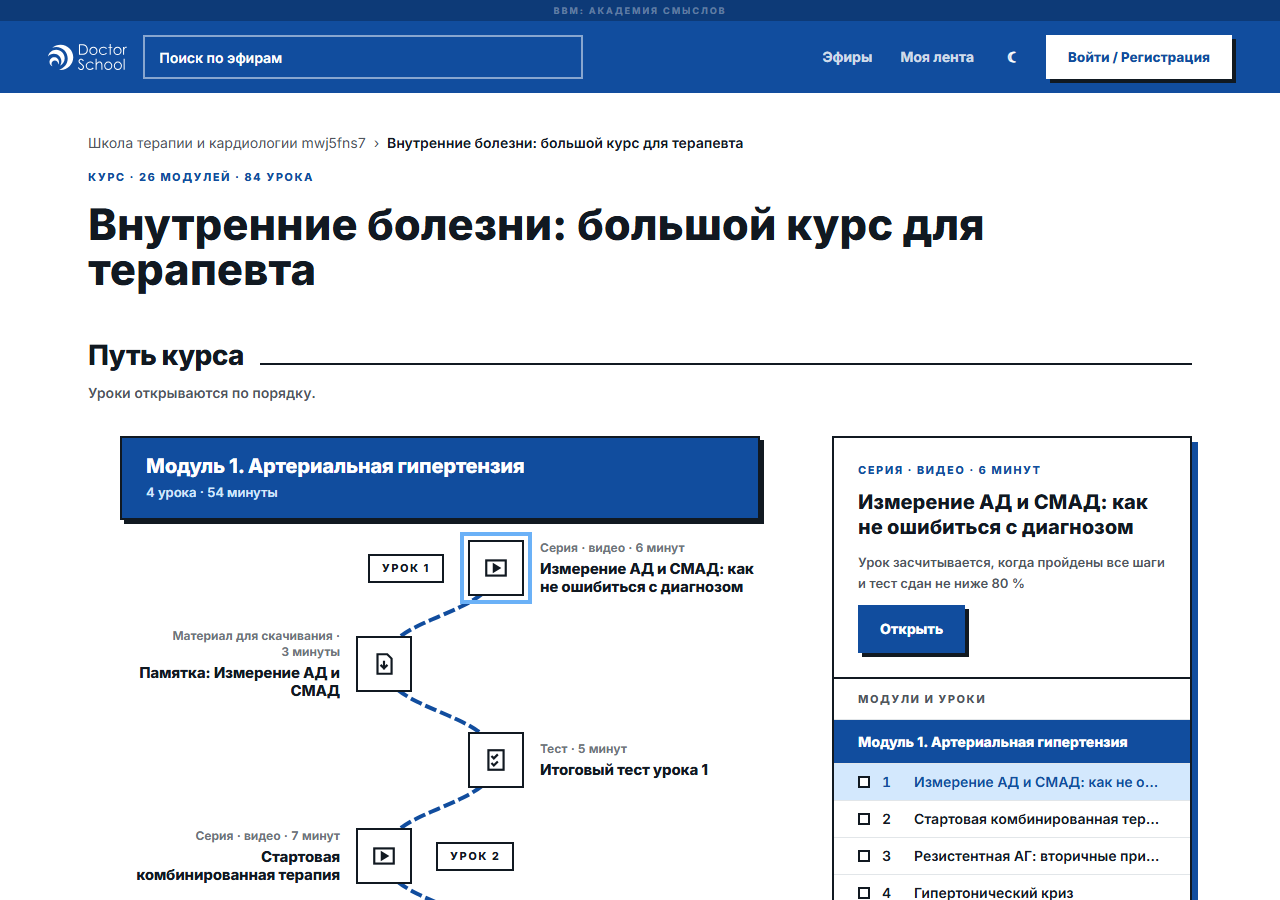 ВВМ: АКАДЕМИЯ СМЫСЛОВ
Doctor
School
Поиск по эфирам
Эфиры
Моя лента
Войти / Регистрация
Школа терапии и кардиологии mwj5fns7 › Внутренние болезни: большой курс для терапевта
КУРС · 26 МОДУЛЕЙ · 84 УРОКА
Внутренние болезни: большой курс для
терапевта
Путь курса
Уроки открываются по порядку.
Модуль 1. Артериальная гипертензия
4 урока · 54 минуты
УРОК 1
Серия · видео · 6 минут
Измерение АД и СМАД: как
не ошибиться с диагнозом
Материал для скачивания ·
3 минуты
Памятка: Измерение АД и
СМАД
Тест · 5 минут
Итоговый тест урока 1
Серия · видео · 7 минут
Стартовая
комбинированная терапия
УРОК 2
СЕРИЯ · ВИДЕО · 6 МИНУТ
Измерение АД и СМАД: как
не ошибиться с диагнозом
Урок засчитывается, когда пройдены все шаги
и тест сдан не ниже 80 %
Открыть
МОДУЛИ И УРОКИ
Модуль 1. Артериальная гипертензия
1 Измерение АД и СМАД: как не о...
2 Стартовая комбинированная тер...
3 Резистентная АГ: вторичные при...
4 Гипертонический криз